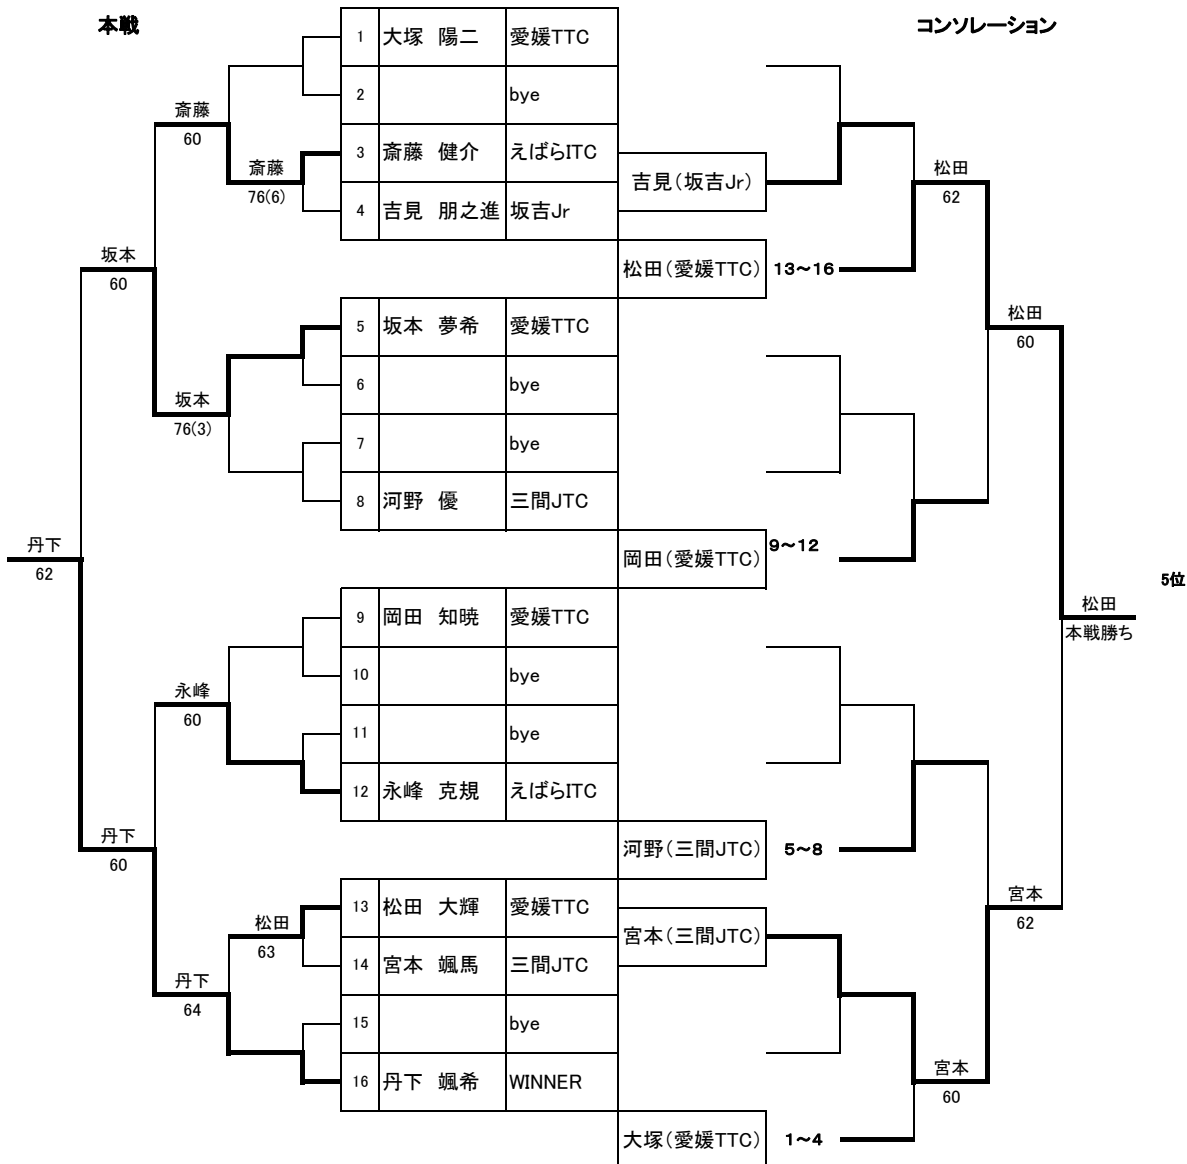 本戦
コンソレーション
1 大塚 陽二 愛媛TTC
2 bye
斎藤
60
3 斎藤 健介 えばらITC
斎藤
76(6)
吉見(坂吉Jr)
松田
62
4 吉見 朋之進 坂吉Jr
坂本
60
松田(愛媛TTC) 13～16
5 坂本 夢希 愛媛TTC
松田
60
6 bye
坂本
76(3)
7 bye
8 河野 優 三間JTC
丹下
62
岡田(愛媛TTC) 9～12
5位
9 岡田 知暁 愛媛TTC
松田
本戦勝ち
10 bye
永峰
60
11 bye
12 永峰 克規 えばらITC
丹下
60
河野(三間JTC) 5～8
13 松田 大輝 愛媛TTC
宮本
62
松田
63
宮本(三間JTC)
14 宮本 颯馬 三間JTC
丹下
64
15 bye
16 丹下 颯希 WINNER
宮本
60
大塚(愛媛TTC) 1～4